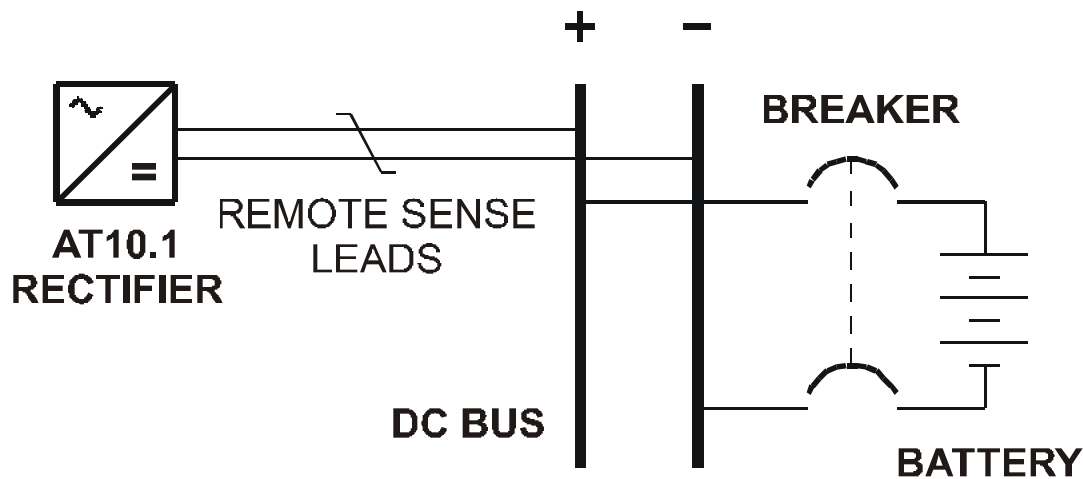 + −
BREAKER
REMOTE SENSE
LEADS
AT10.1
RECTIFIER
DC BUS
BATTERY